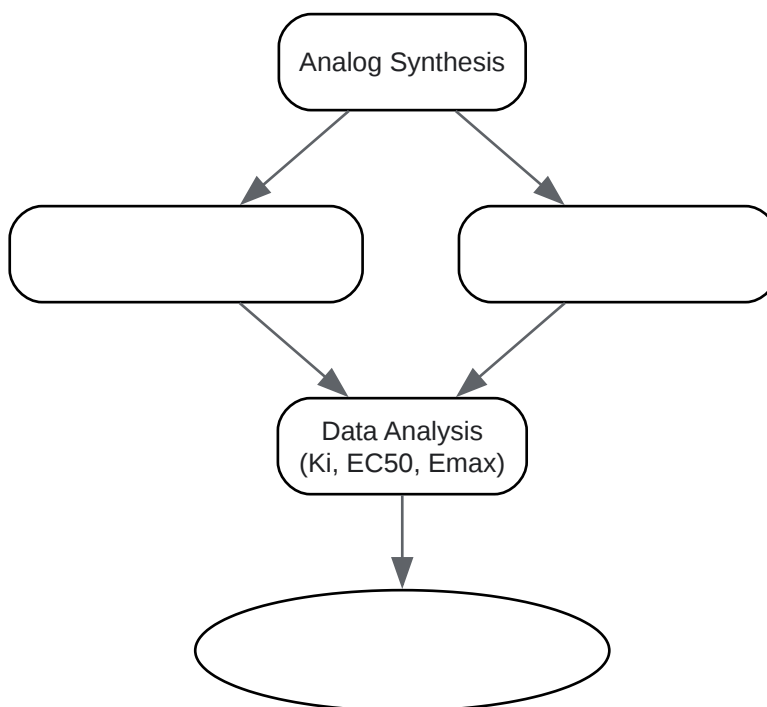 Analog Synthesis
Data Analysis
(Ki, EC50, Emax)